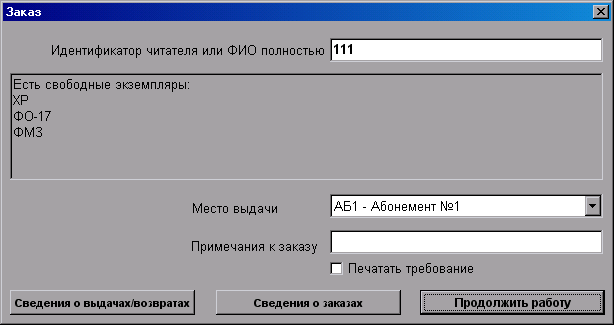 Заказ
Идентификатор читателя или ФИО полностью 111
Есть свободные экземпляры:
ХР
ФО-17
ФМЗ
Место выдачи АБ1 - Абонемент №1
Примечания к заказу
Печатать требование
Сведения о выдачах/возвратах Сведения о заказах Продолжить работу